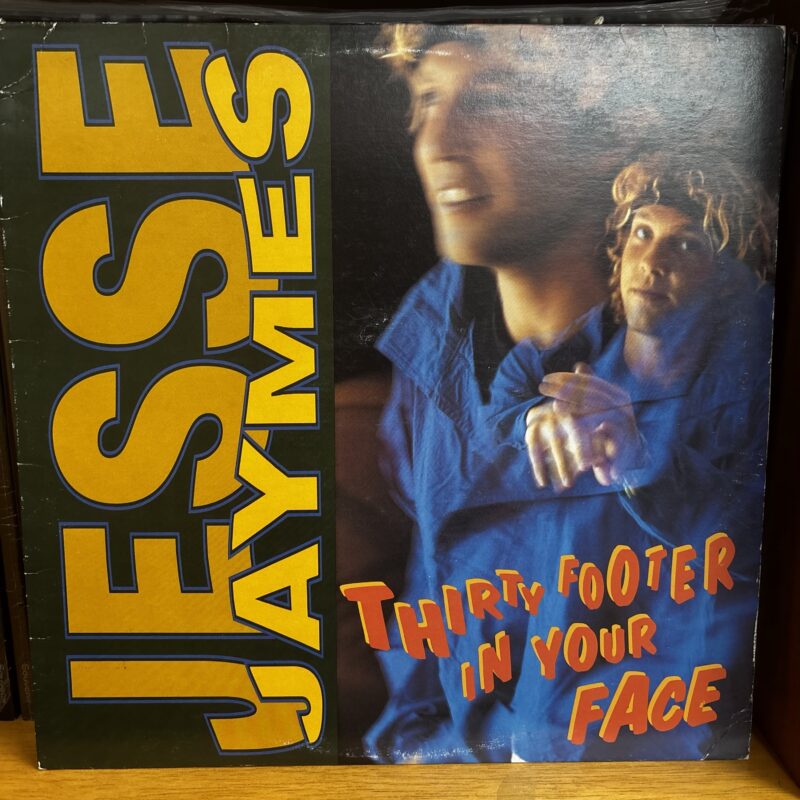 JESSE
JAYMES
THIRTY FOOTER
IN YOUR
FACE